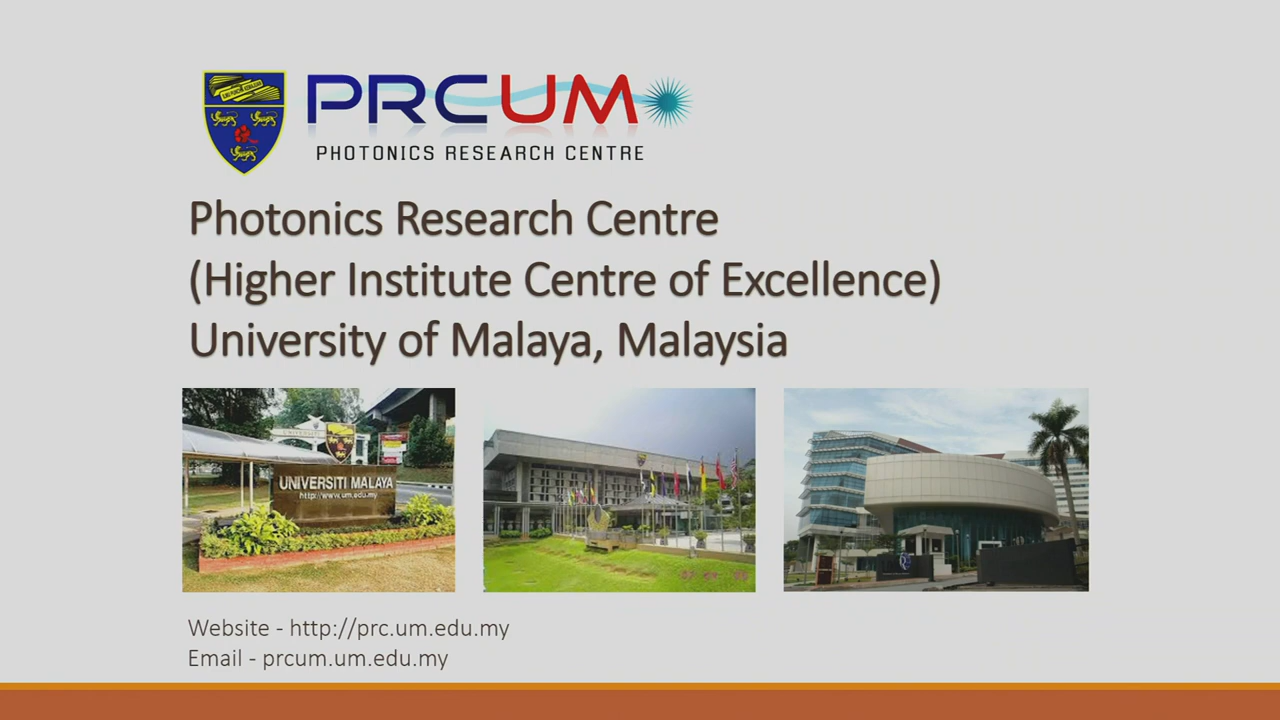 PRCUM
PHOTONICS RESEARCH CENTRE
Photonics Research Centre
(Higher Institute Centre of Excellence)
University of Malaya, Malaysia
UNIVERSITI MALAYA
http://www.um.edu.my
Website - http://prc.um.edu.my
Email - prcum.um.edu.my